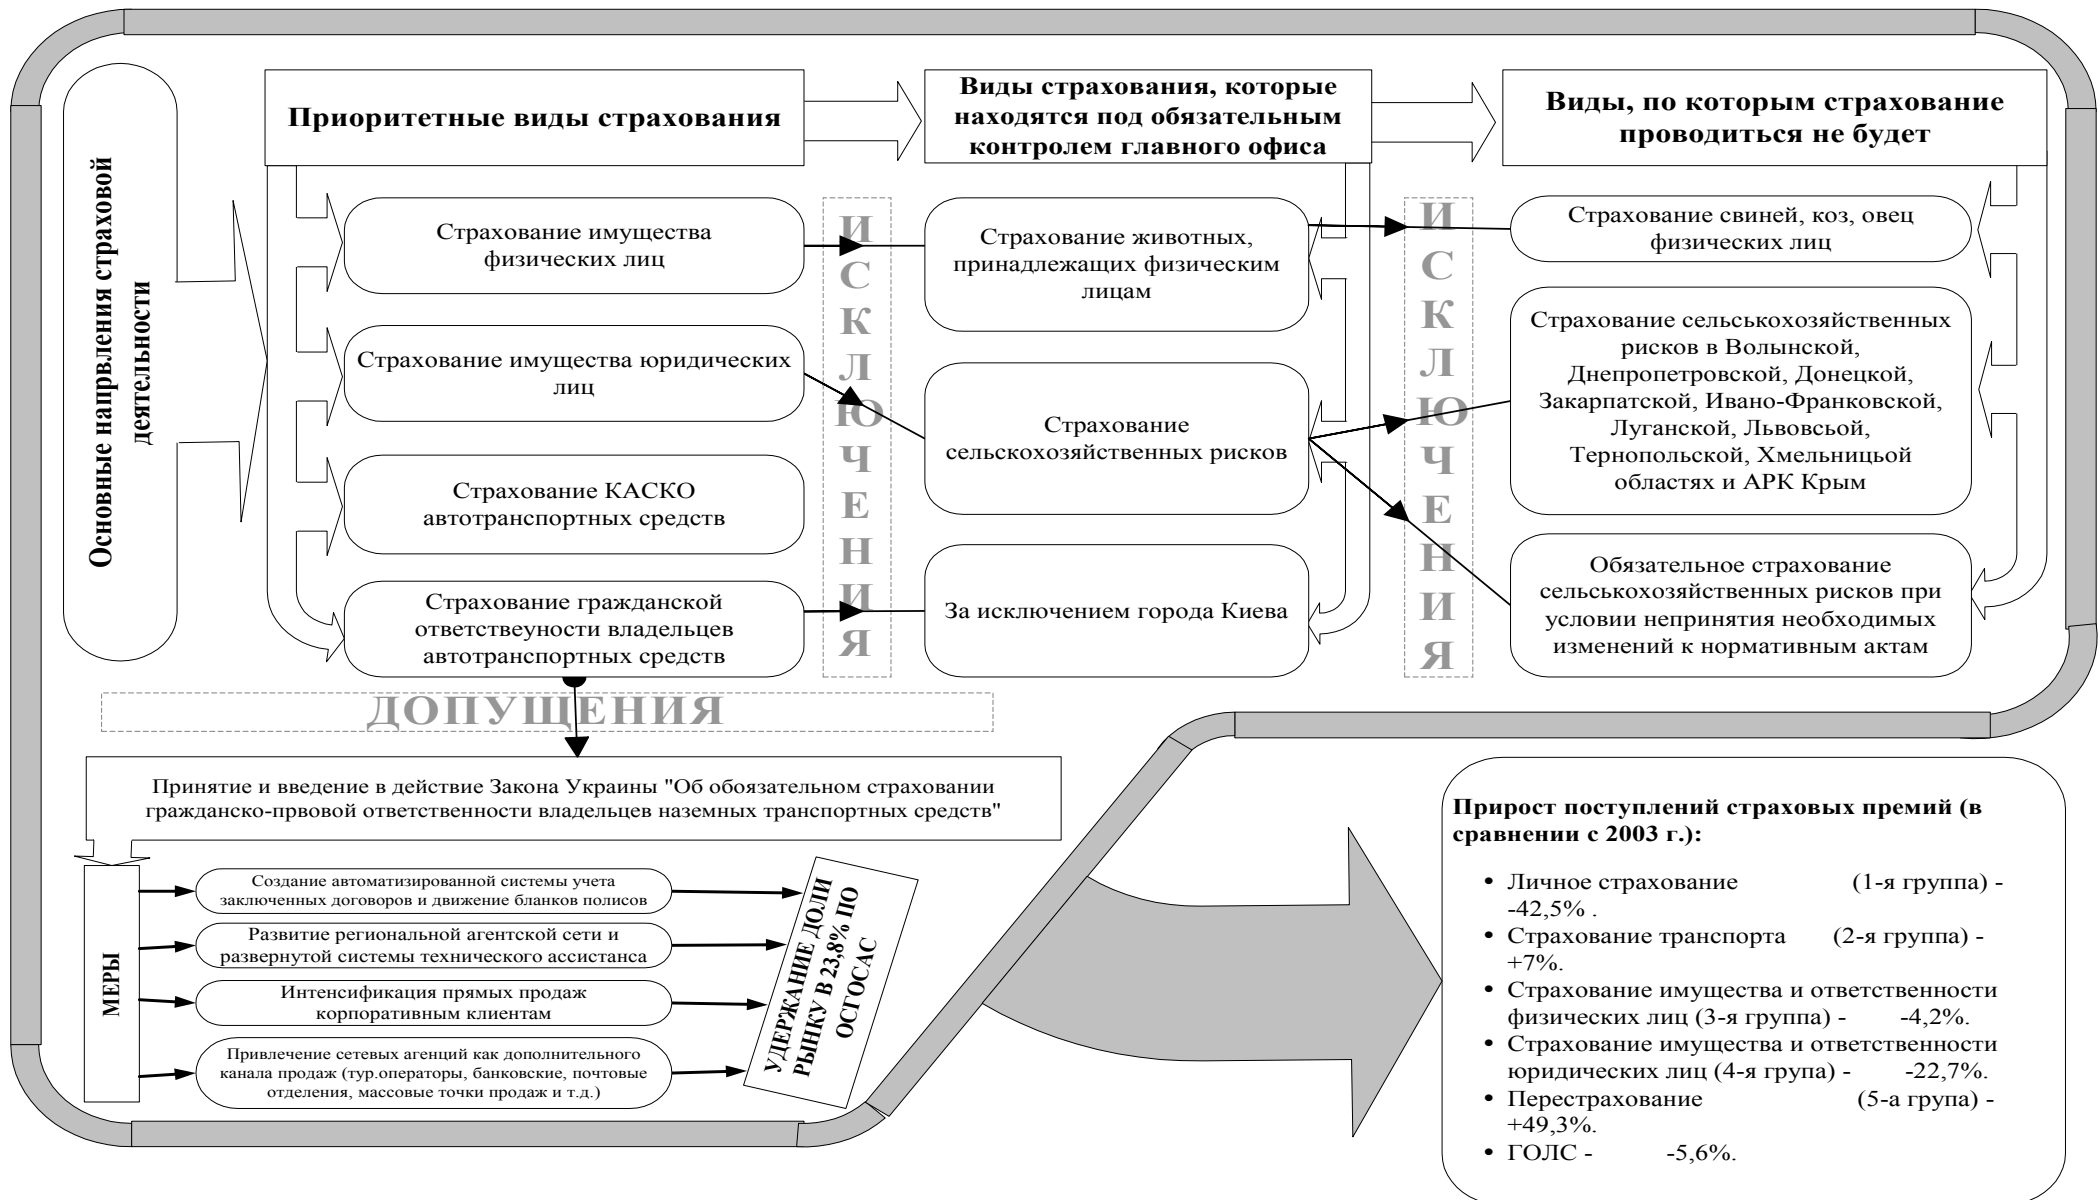 Основные напрвления страховой
деятельности
Приоритетные виды страхования
Виды страхования, которые
находятся под обязательным
контролем главного офиса
Виды, по которым страхование
проводиться не будет
Страхование имущества
физических лиц
Страхование имущества юридических
лиц
Страхование КАСКО
автотранспортных средств
Страхование гражданской
ответствеуности владельцев
автотранспортных средств
ИСКЛЮЧЕНИЯ
Страхование животных,
принадлежащих физическим
лицам
Страхование
сельскохозяйственных рисков
За исключением города Киева
ИСКЛЮЧЕНИЯ
Страхование свиней, коз, овец
физических лиц
Страхование сельськохозяйственных
рисков в Волынской,
Днепропетровской, Донецкой,
Закарпатской, Ивано-Франковской,
Луганской, Львовсьой,
Тернопольской, Хмельницьой
областях и АРК Крым
Обязательное страхование
сельськохозяйственных рисков при
условии непринятия необходимых
изменений к нормативным актам
ДОПУЩЕНИЯ
Принятие и введение в действие Закона Украины "Об обоязательном страховании
гражданско-првовой ответственности владельцев наземных транспортных средств"
МЕРЫ
Создание автоматизированной системы учета
заключенных договоров и движение бланков полисов
Развитие региональной агентской сети и
развернутой системы технического ассистанса
Интенсификация прямых продаж
корпоративным клиентам
Привлечение сетевых агенций как дополнительного
канала продаж (тур.операторы, банковские, почтовые
отделения, массовые точки продаж и т.д.)
УДЕРЖАНИЕ ДОЛИ
РЫНКУ В 23,8% ПО
ОСГОСАС
Прирост поступлений страховых премий (в
сравнении с 2003 г.):
• Личное страхование (1-я группа) -
-42,5% .
• Страхование транспорта (2-я группа) -
+7%.
• Страхование имущества и ответственности
физических лиц (3-я группа) - -4,2%.
• Страхование имущества и ответственности
юридических лиц (4-я група) - -22,7%.
• Перестрахование (5-а група) -
+49,3%.
• ГОЛС - -5,6%.